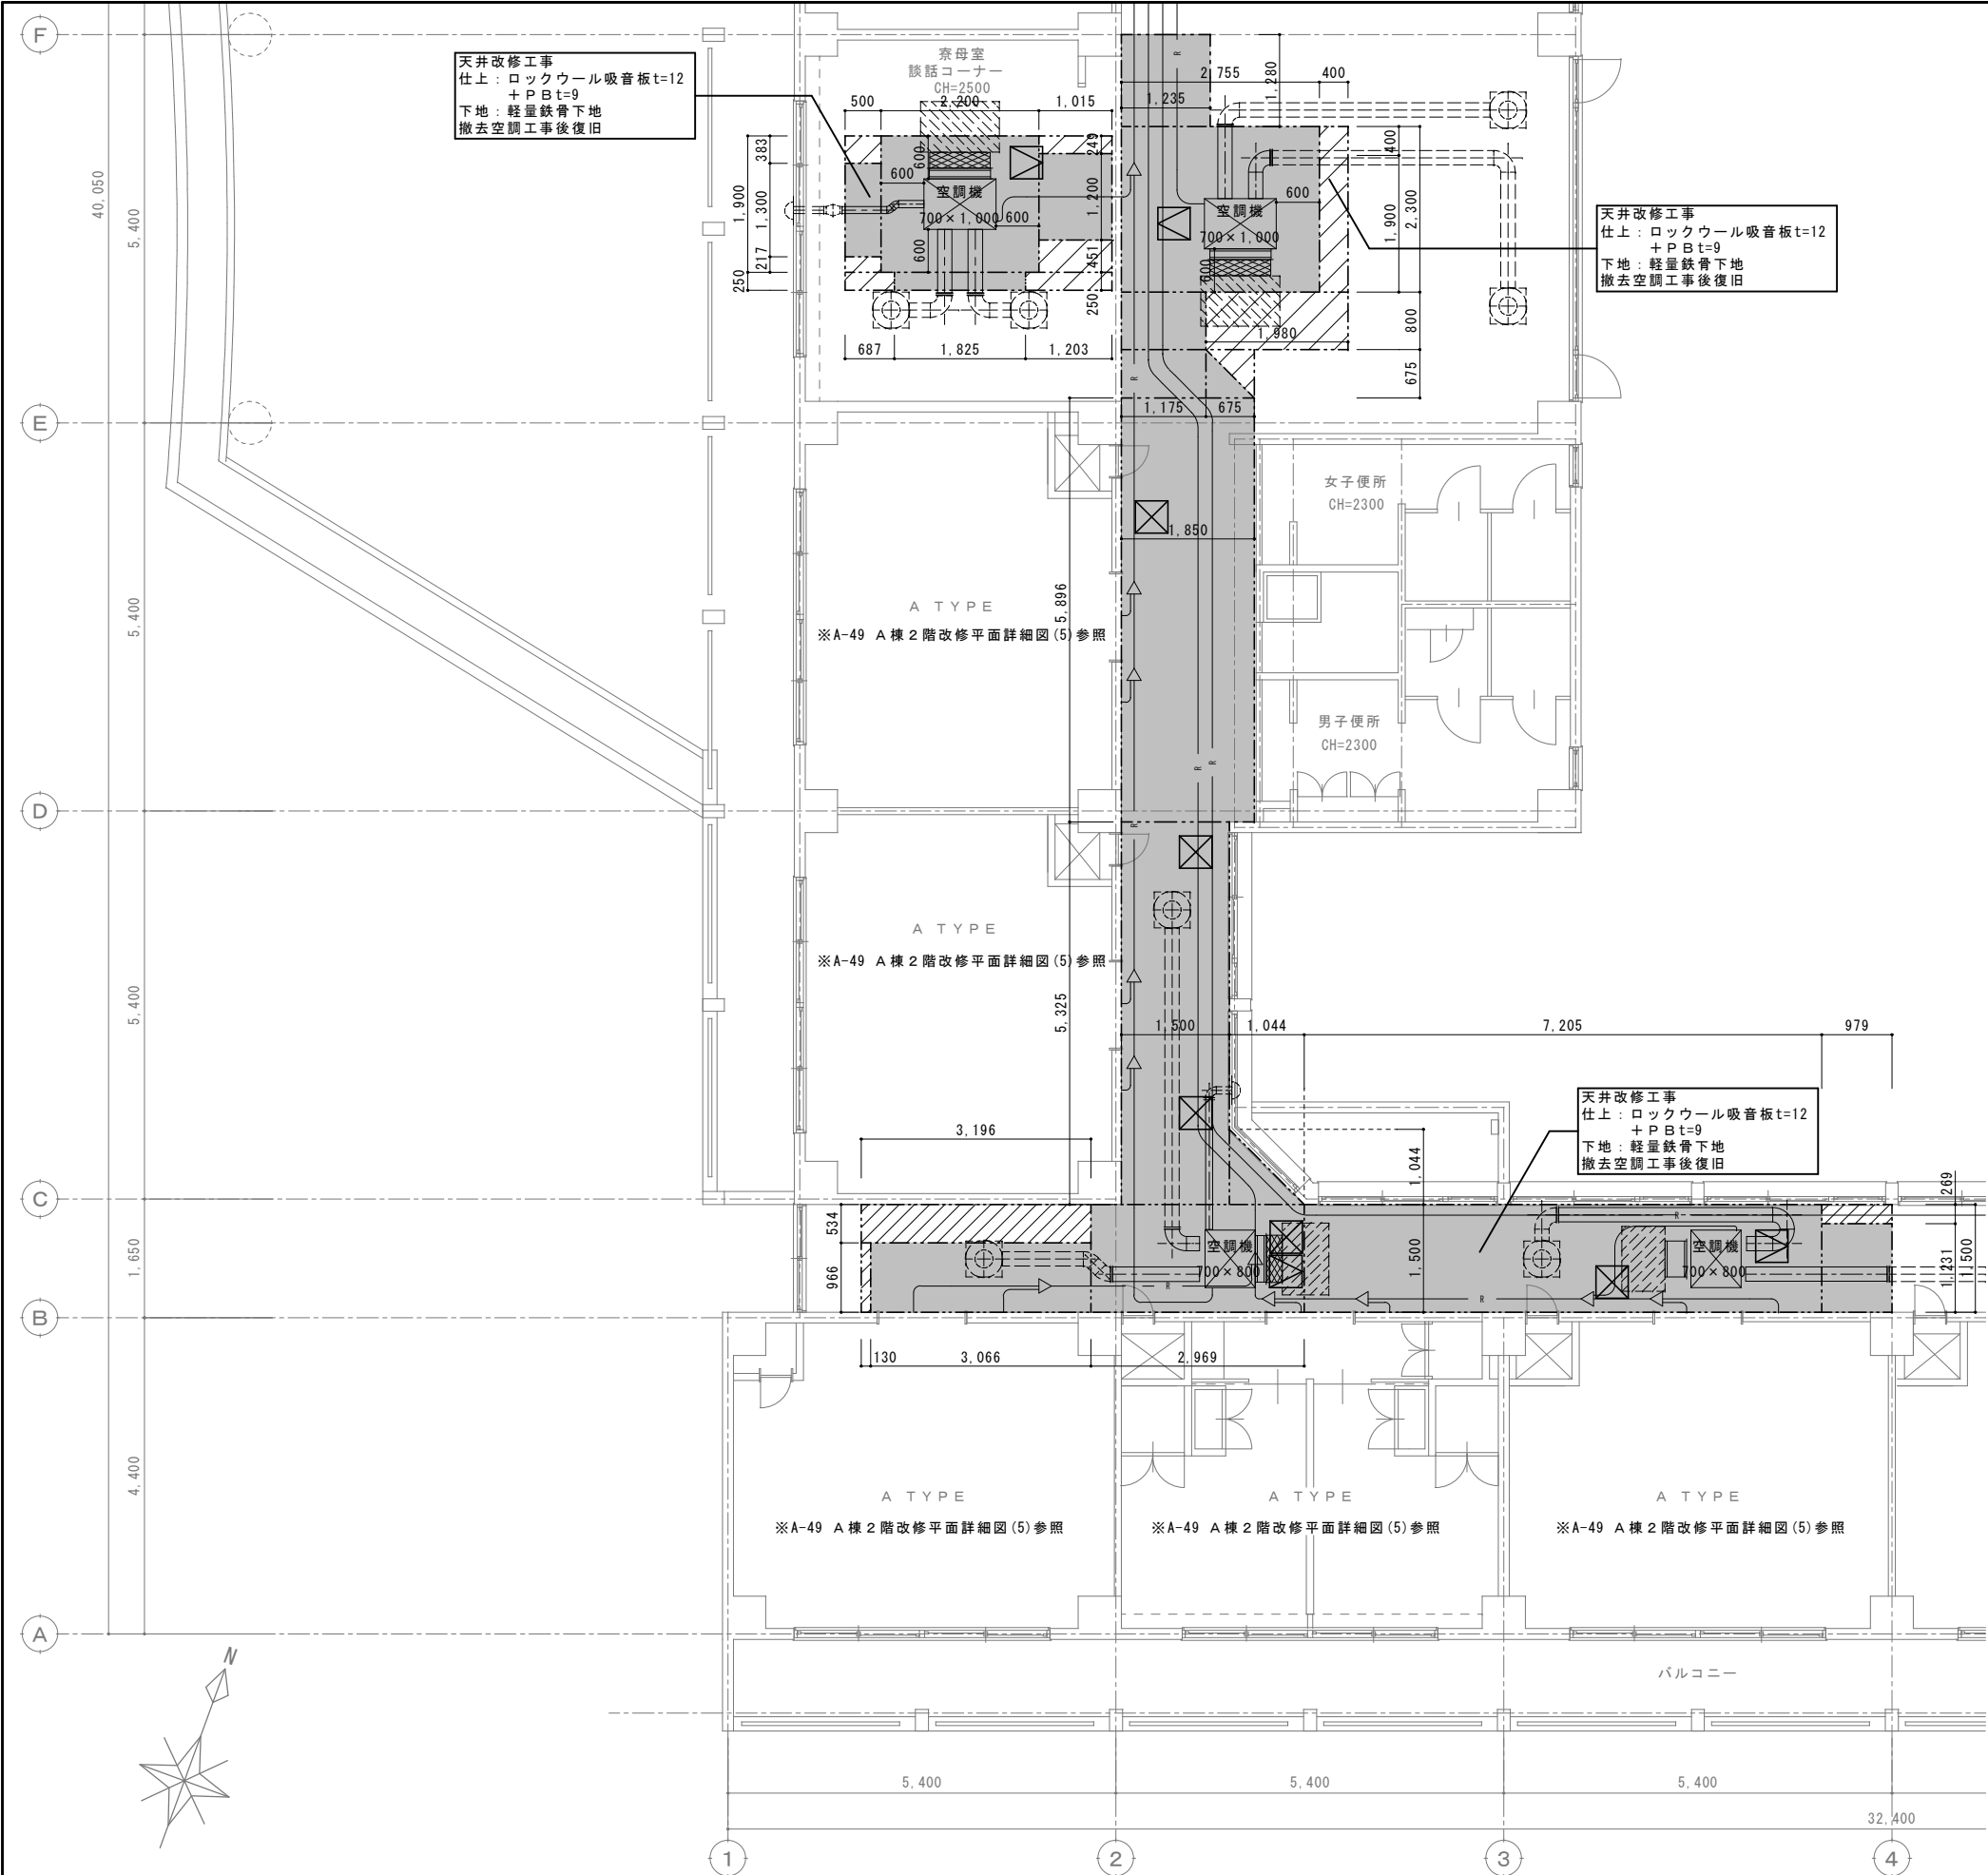 F
天井改修工事
仕上：ロックウール吸音板t=12
＋ＰＢt=9
下地：軽量鉄骨下地
撤去空調工事後復旧
寮母室
談話コーナー
CH=2500
500
2,200
1,015
2,755
400
1,280
1,235
R
383
1,900
1,300
217
250
600
600
空調機
700×1,000
600
600
249
1,200
451
250
687
1,825
1,203
空調機
700×1,000
600
600
400
1,900
2,300
800
675
1,980
天井改修工事
仕上：ロックウール吸音板t=12
＋ＰＢt=9
下地：軽量鉄骨下地
撤去空調工事後復旧
40,050
5,400
R
E
1,175
675
女子便所
CH=2300
1,850
5,896
5,400
Ａ ＴＹＰＥ
※A-49 Ａ棟２階改修平面詳細図(5)参照
男子便所
CH=2300
R
R
D
R
Ａ ＴＹＰＥ
※A-49 Ａ棟２階改修平面詳細図(5)参照
5,400
5,325
1,500
1,044
7,205
979
天井改修工事
仕上：ロックウール吸音板t=12
＋ＰＢt=9
下地：軽量鉄骨下地
撤去空調工事後復旧
3,196
1,044
C
269
534
966
1,650
空調機
700×800
R
1,500
R
R
空調機
700×800
1,231
1,500
B
130
3,066
2,969
4,400
Ａ ＴＹＰＥ
※A-49 Ａ棟２階改修平面詳細図(5)参照
Ａ ＴＹＰＥ
※A-49 Ａ棟２階改修平面詳細図(5)参照
Ａ ＴＹＰＥ
※A-49 Ａ棟２階改修平面詳細図(5)参照
A
N
バルコニー
5,400
5,400
5,400
32,400
1
2
3
4